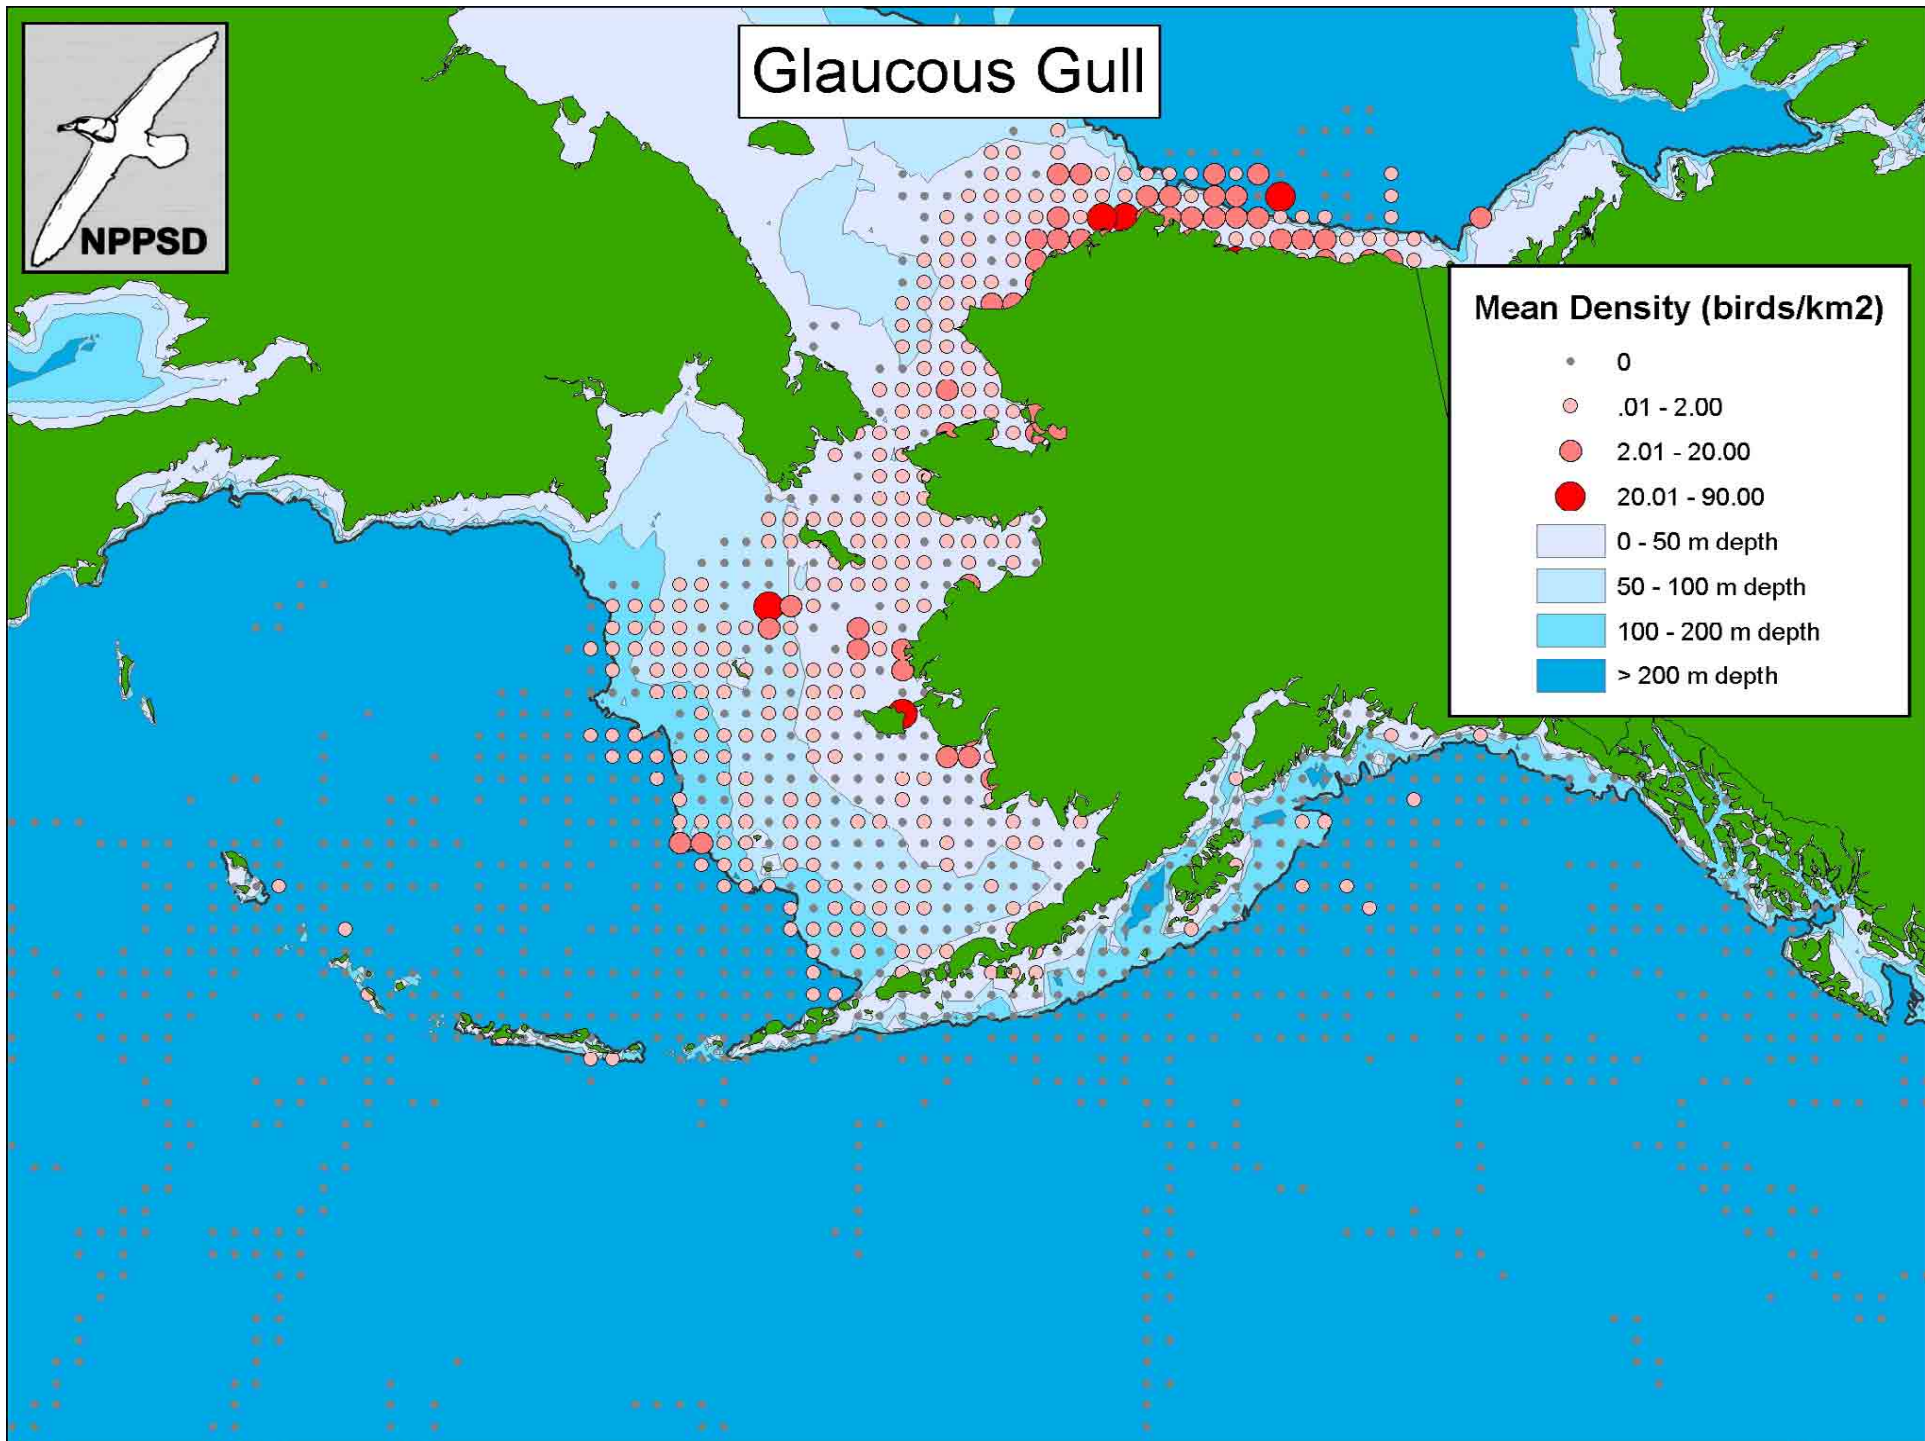 Glaucous Gull
NPPSD
Mean Density (birds/km2)
0
.01 - 2.00
2.01 - 20.00
20.01 - 90.00
0 - 50 m depth
50 - 100 m depth
100 - 200 m depth
> 200 m depth